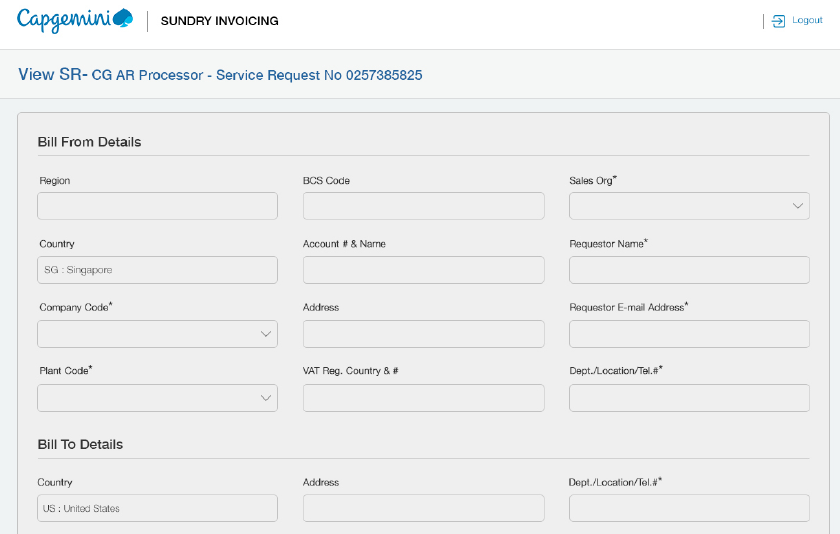 Capgemini SUNDRY INVOICING Logout
View SR- CG AR Processor - Service Request No 0257385825
Bill From Details
Region BCS Code Sales Org*
Country Account # & Name Requestor Name*
SG : Singapore
Company Code* Address Requestor E-mail Address*
Plant Code* VAT Reg. Country & # Dept./Location/Tel.#*
Bill To Details
Country Address Dept./Location/Tel.#*
US : United States